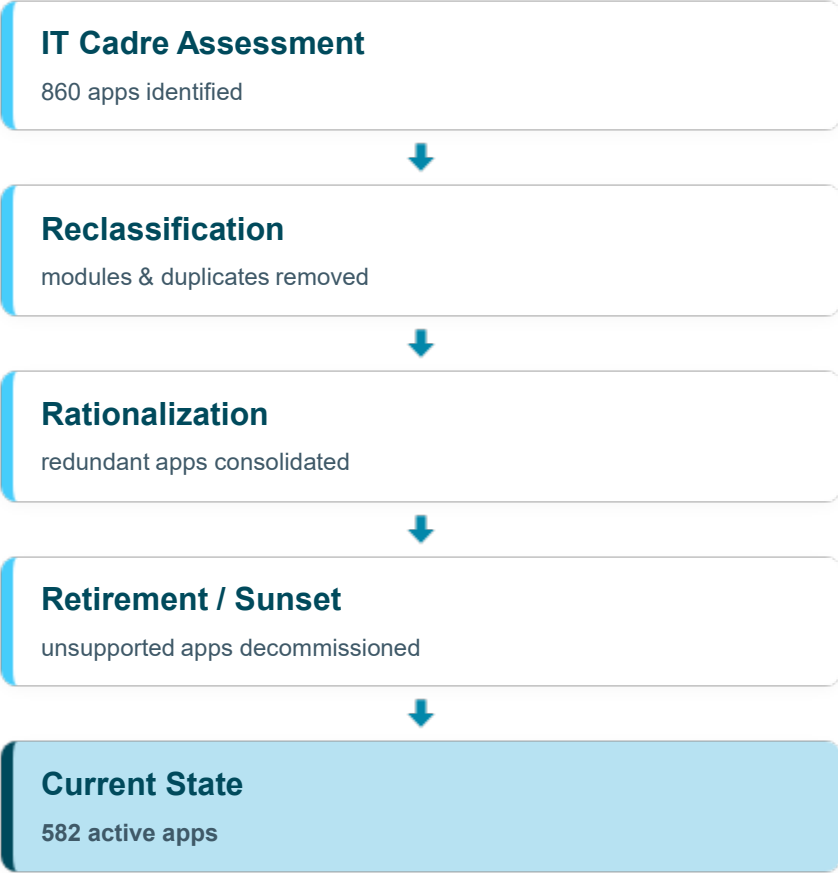 IT Cadre Assessment
860 apps identified
Reclassification
modules & duplicates removed
Rationalization
redundant apps consolidated
Retirement / Sunset
unsupported apps decommissioned
Current State
582 active apps